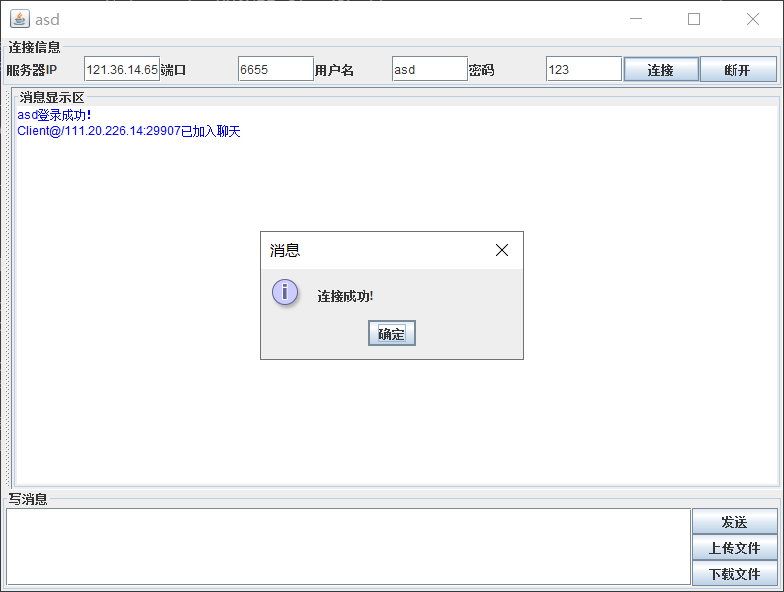 asd
连接信息
服务器IP 121.36.14.65 端口 6655 用户名 asd 密码 123 连接 断开
消息显示区
asd登录成功!
Client@/111.20.226.14:29907已加入聊天
消息
i
连接成功!
确定
写消息
发送
上传文件
下载文件